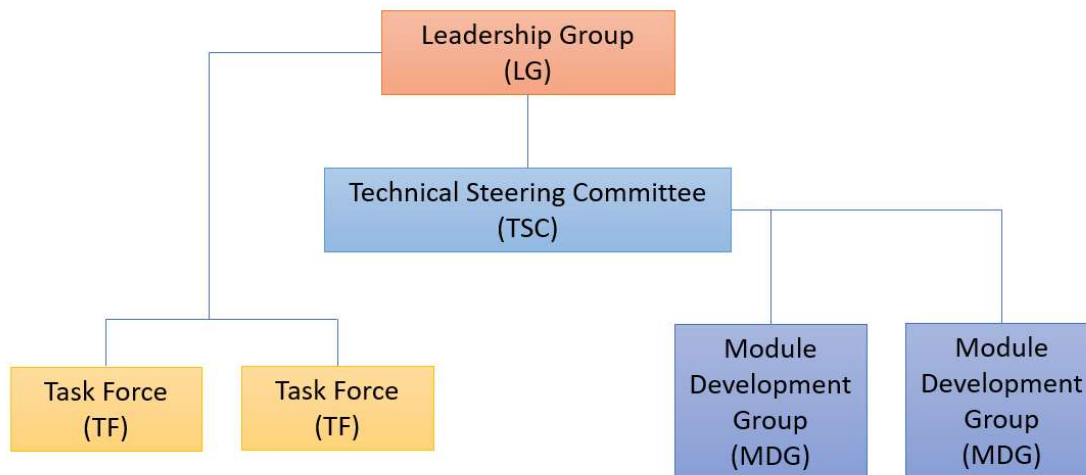 Leadership Group
(LG)
Technical Steering Committee
(TSC)
Task Force
(TF)
Task Force
(TF)
Module
Development
Group
(MDG)
Module
Development
Group
(MDG)